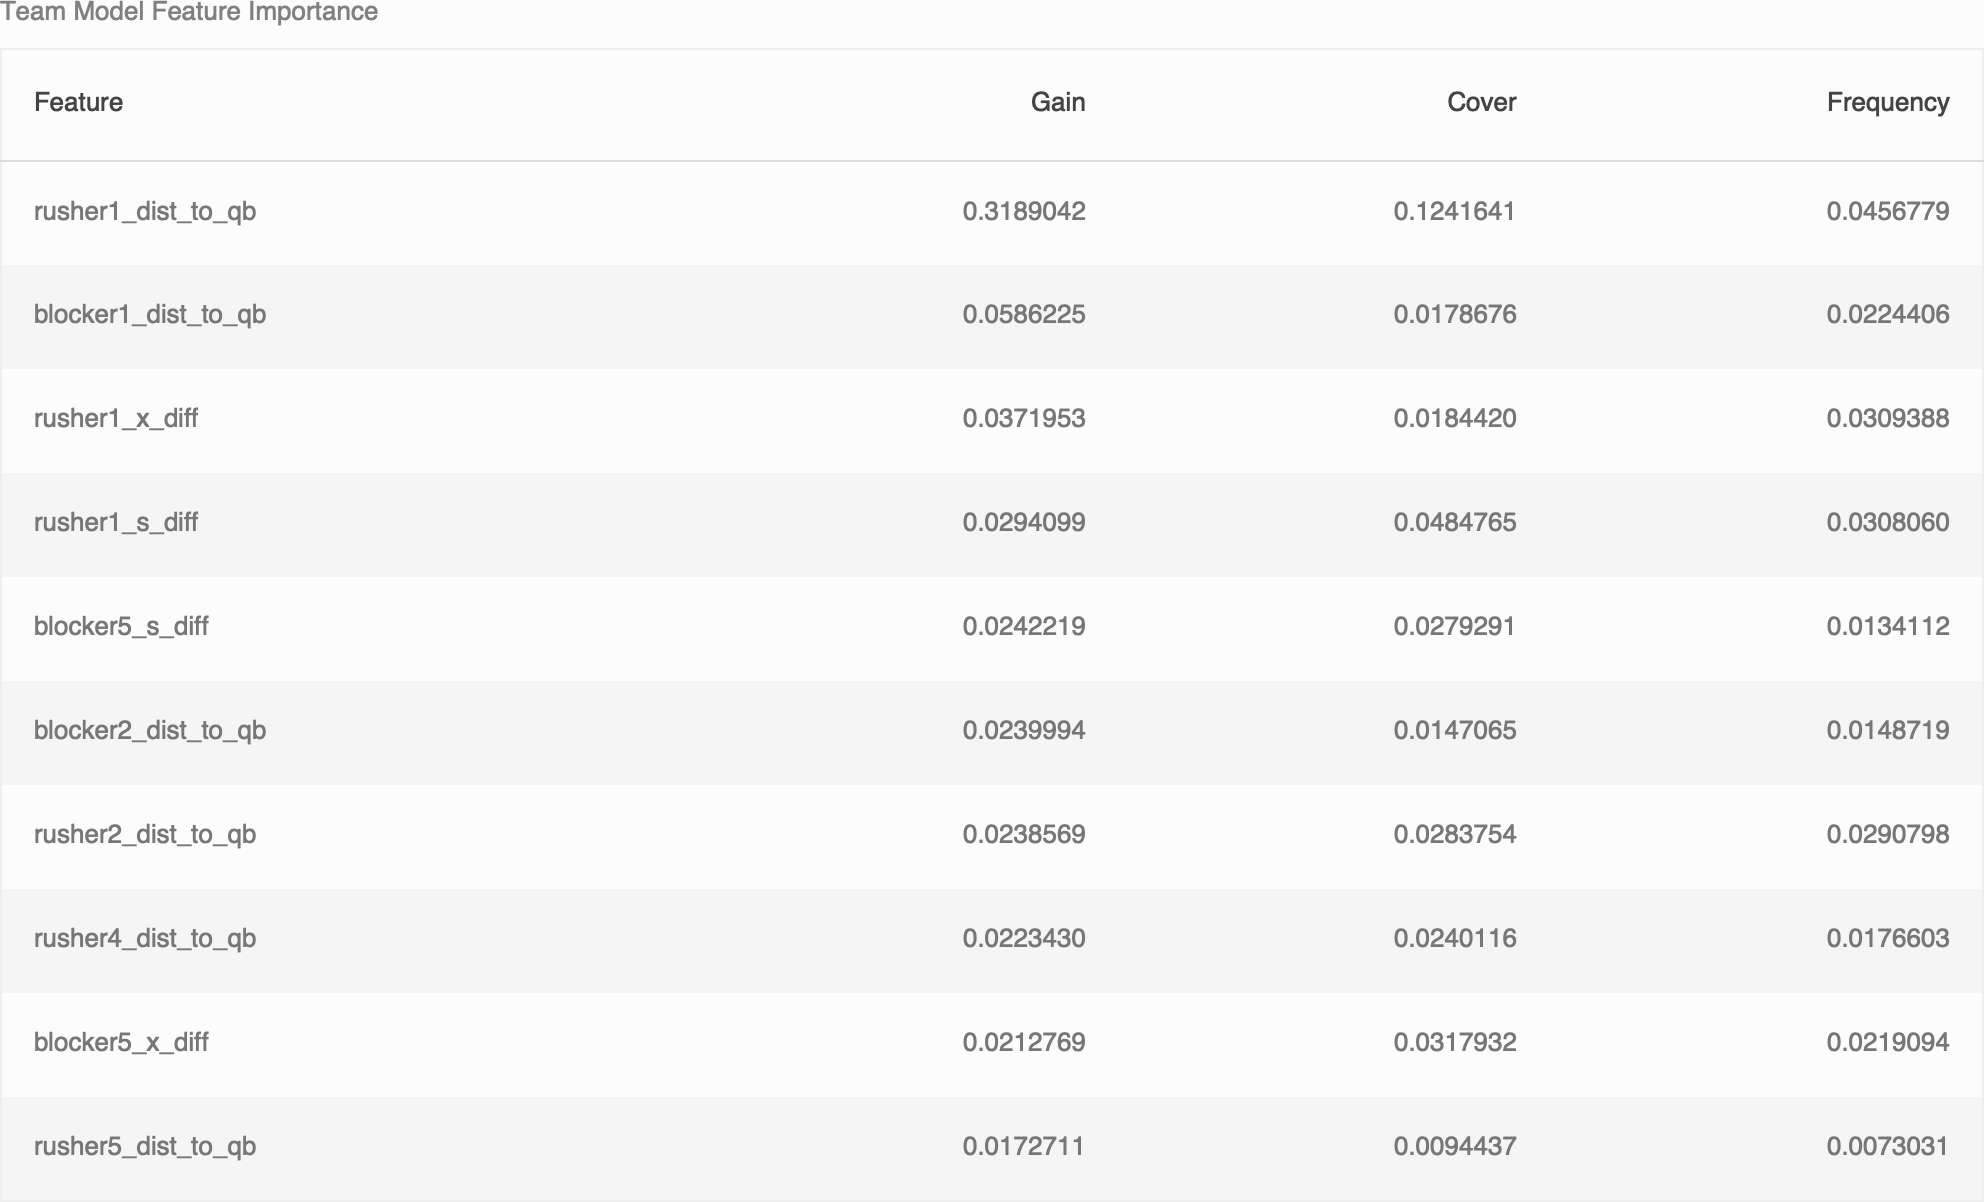 Team Model Feature Importance
Feature Gain Cover Frequency
rusher1_dist_to_qb 0.3189042 0.1241641 0.0456779
blocker1_dist_to_qb 0.0586225 0.0178676 0.0224406
rusher1_x_diff 0.0371953 0.0184420 0.0309388
rusher1_s_diff 0.0294099 0.0484765 0.0308060
blocker5_s_diff 0.0242219 0.0279291 0.0134112
blocker2_dist_to_qb 0.0239994 0.0147065 0.0148719
rusher2_dist_to_qb 0.0238569 0.0283754 0.0290798
rusher4_dist_to_qb 0.0223430 0.0240116 0.0176603
blocker5_x_diff 0.0212769 0.0317932 0.0219094
rusher5_dist_to_qb 0.0172711 0.0094437 0.0073031